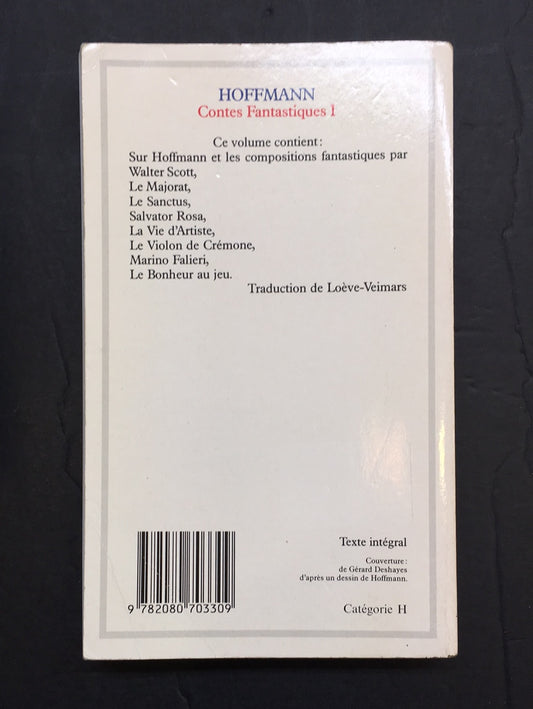 HOFFMANN
Contes Fantastiques I
Ce volume contient :
Sur Hoffmann et les compositions fantastiques par
Walter Scott,
Le Majorat,
Le Sanctus,
Salvator Rosa,
La Vie d'Artiste,
Le Violon de Crémone,
Marino Falieri,
Le Bonheur au jeu.
Traduction de Loève-Veimars
Texte intégral
Couverture :
de Gérard Deshayes
d'après un dessin de Hoffmann.
9 782080 703309
Catégorie H